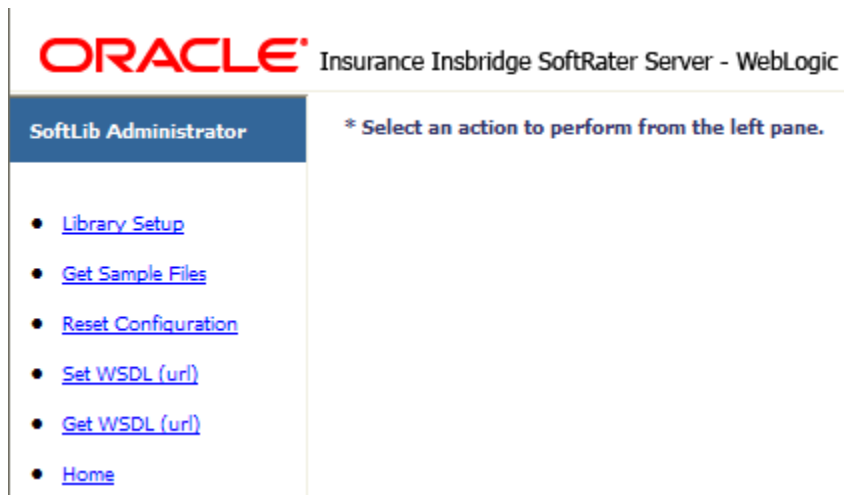 ORACLE Insurance Insbridge SoftRater Server - WebLogic
SoftLib Administrator
* Select an action to perform from the left pane.
Library Setup
Get Sample Files
Reset Configuration
Set WSDL (url)
Get WSDL (url)
Home